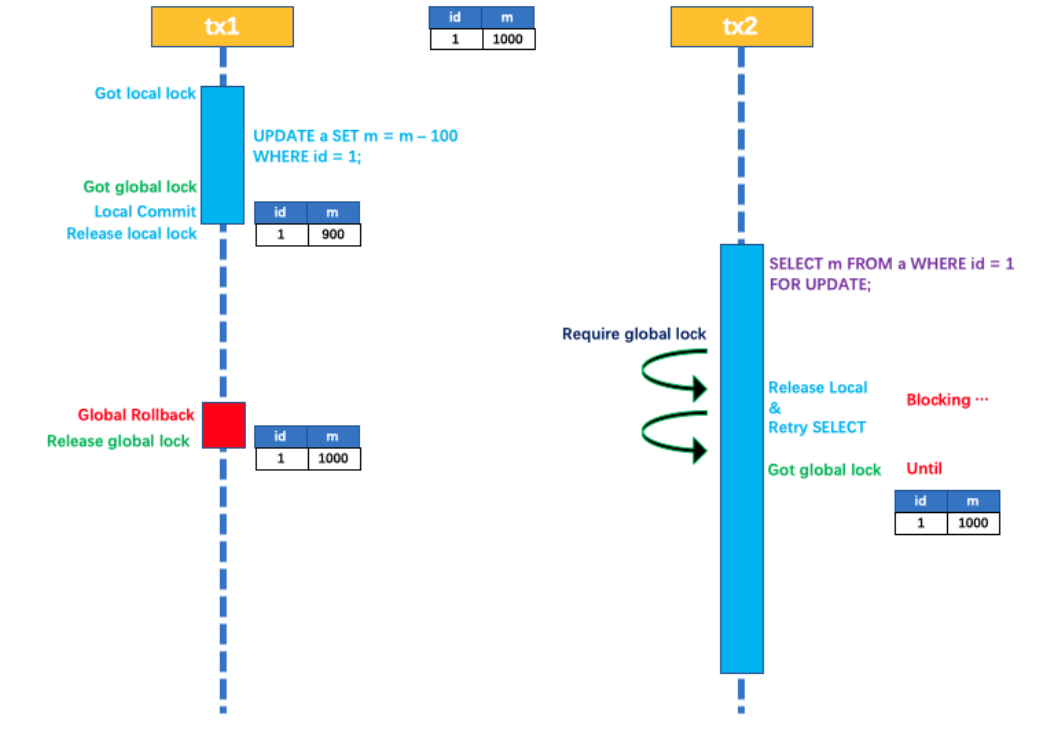 tx1
id m
1 1000
tx2
Got local lock
UPDATE a SET m = m – 100
WHERE id = 1;
Got global lock
Local Commit
Release local lock
id m
1 900
SELECT m FROM a WHERE id = 1
FOR UPDATE;
Require global lock
Release Local
&
Retry SELECT
Blocking ···
Global Rollback
Release global lock
id m
1 1000
Got global lock
Until
id m
1 1000